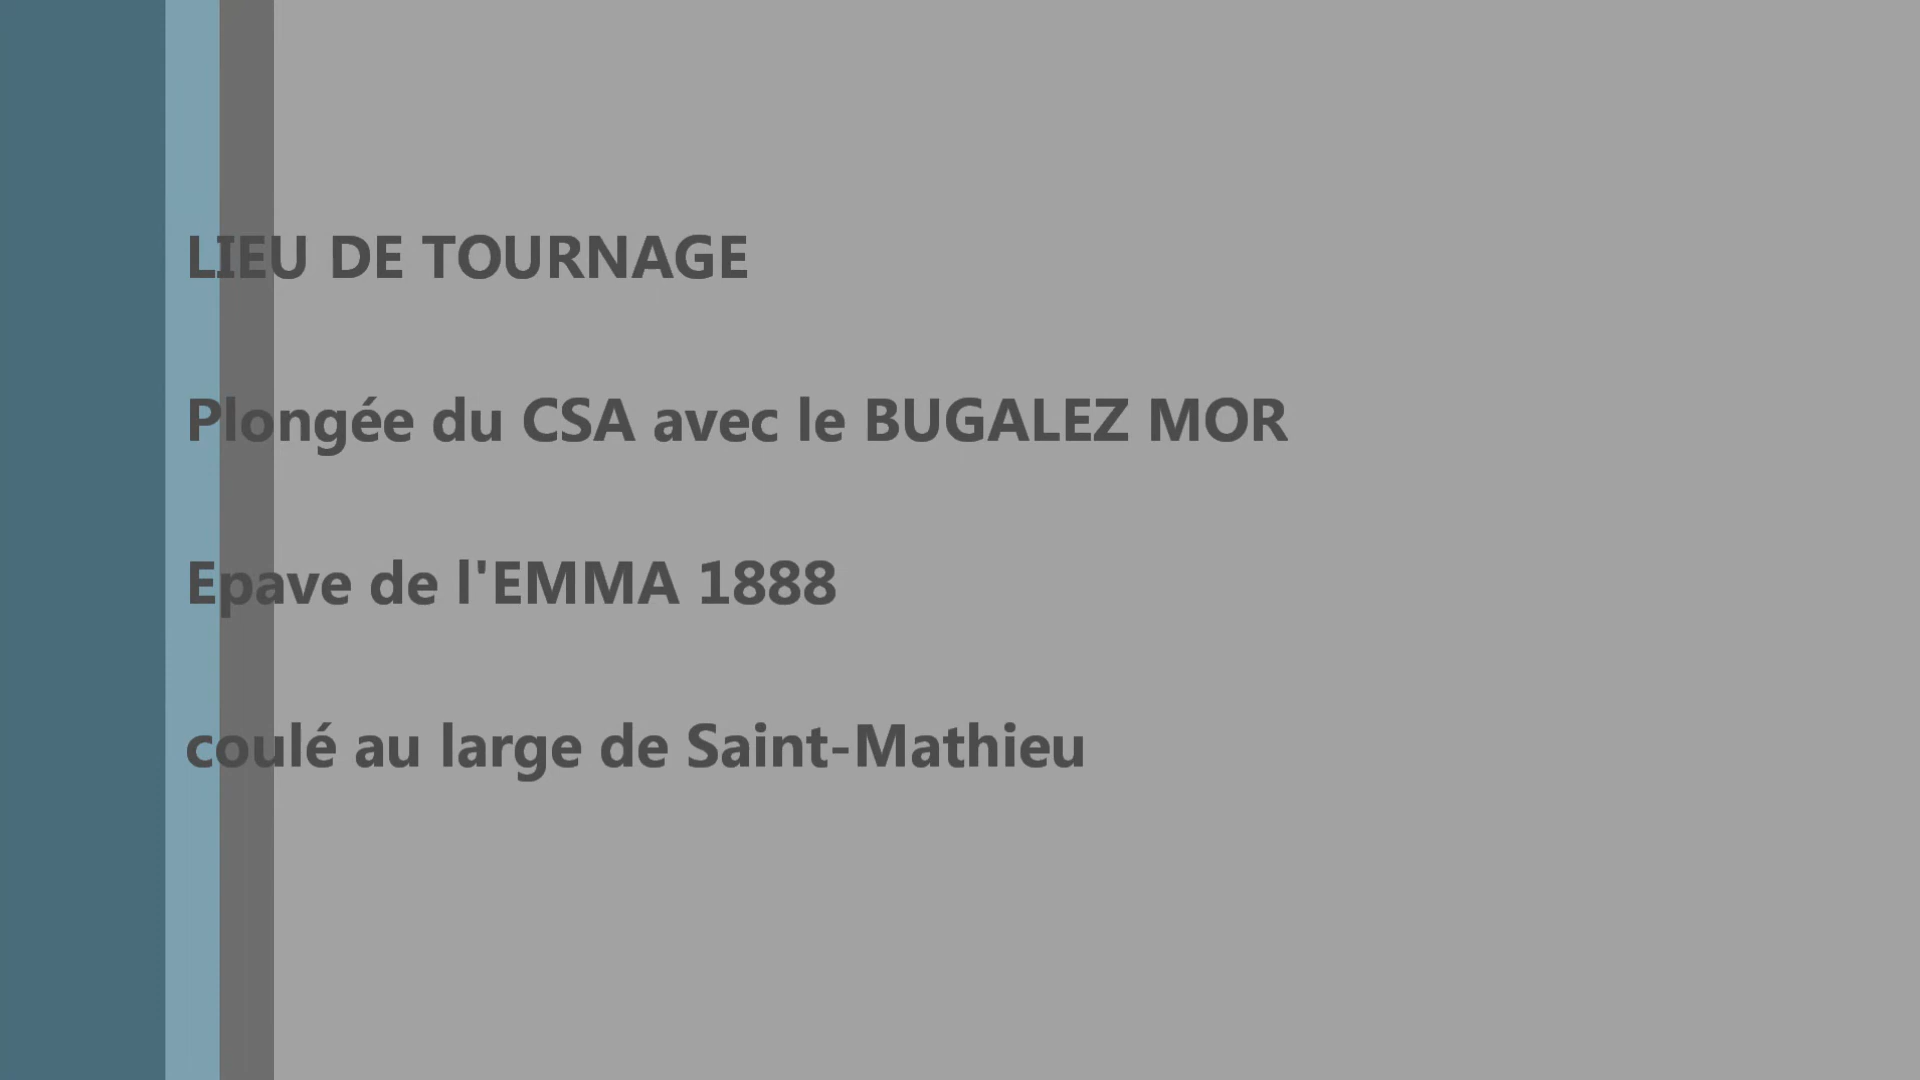 LIEU DE TOURNAGE
Plongée du CSA avec le BUGALEZ MOR
Epave de l'EMMA 1888
coulé au large de Saint-Mathieu